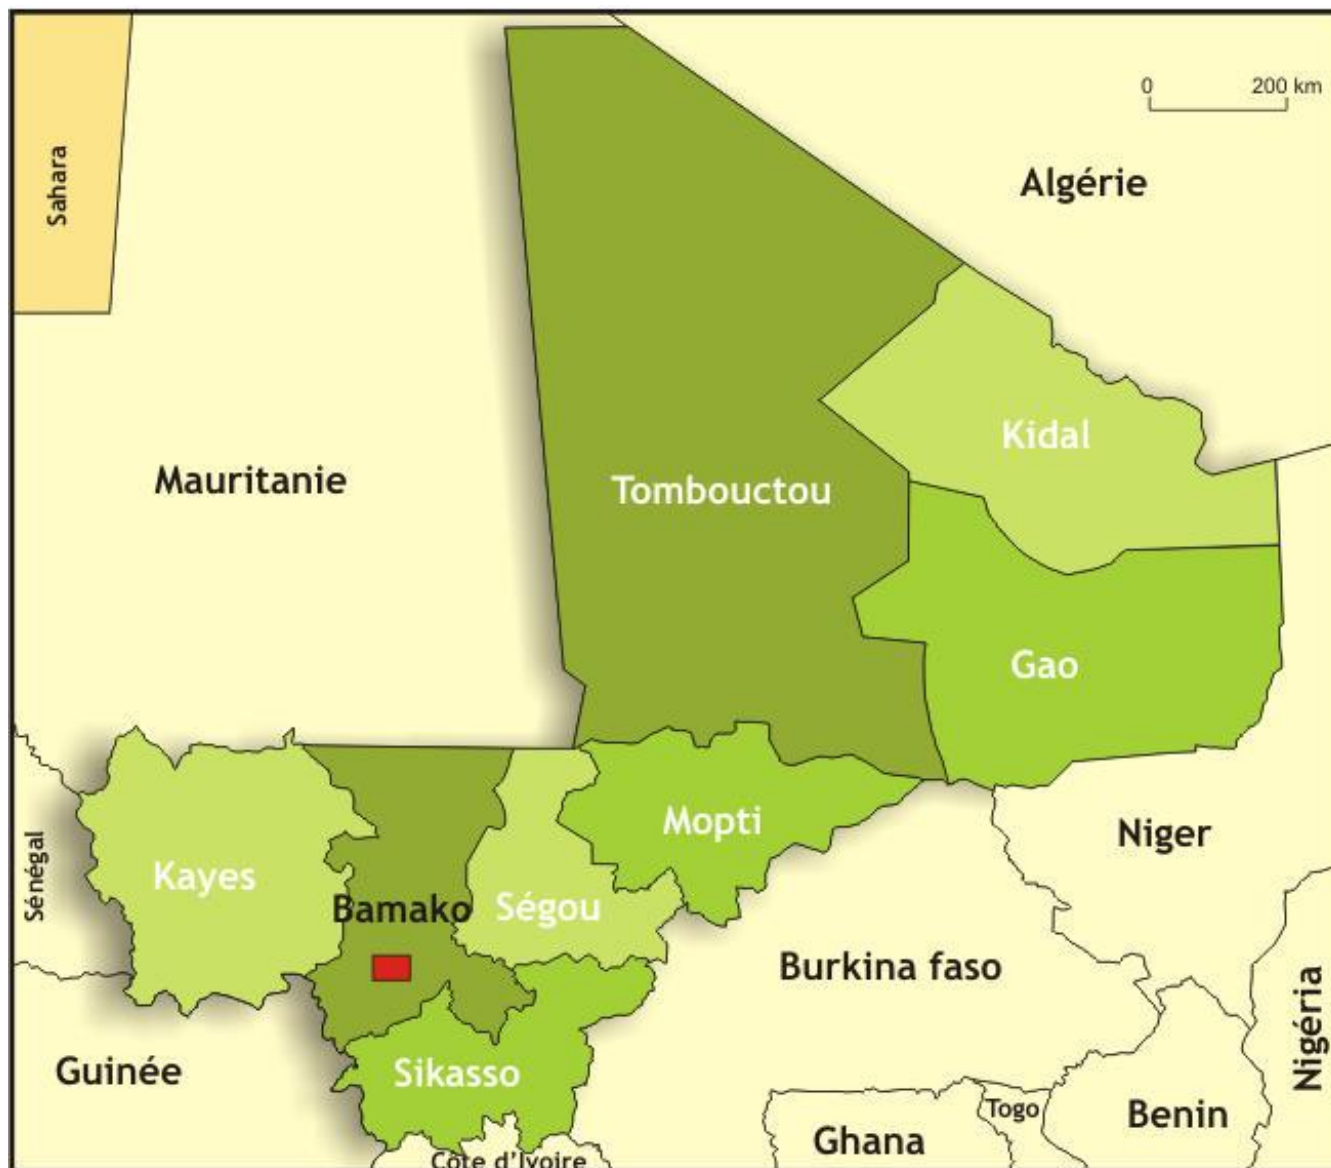 0 200 km
Sahara
Algérie
Kidal
Mauritanie
Tombouctou
Gao
Mopti
Niger
Sénégal
Kayes
Bamako
Ségou
Burkina faso
Nigéria
Guinée
Sikasso
Togo
Benin
Ghana
Côte d'Ivoire